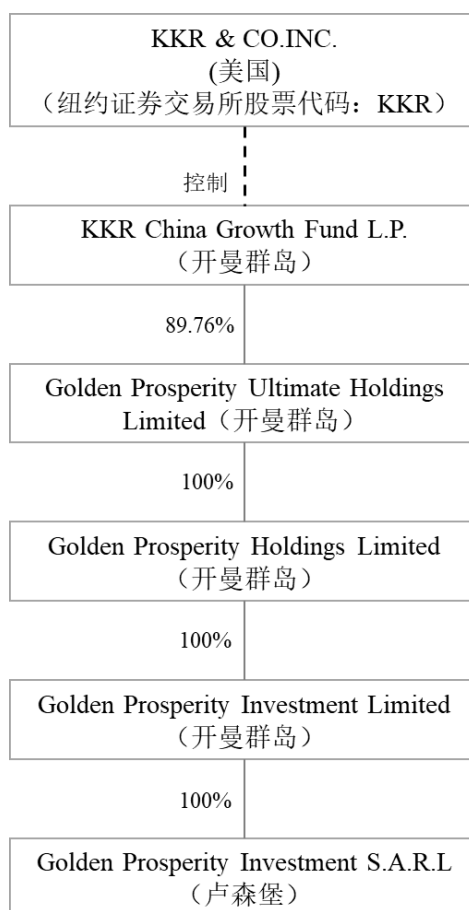 KKR & CO.INC.
(美国)
（纽约证券交易所股票代码：KKR）
控制
KKR China Growth Fund L.P.
（开曼群岛）
89.76%
Golden Prosperity Ultimate Holdings
Limited（开曼群岛）
100%
Golden Prosperity Holdings Limited
（开曼群岛）
100%
Golden Prosperity Investment Limited
（开曼群岛）
100%
Golden Prosperity Investment S.A.R.L
（卢森堡）